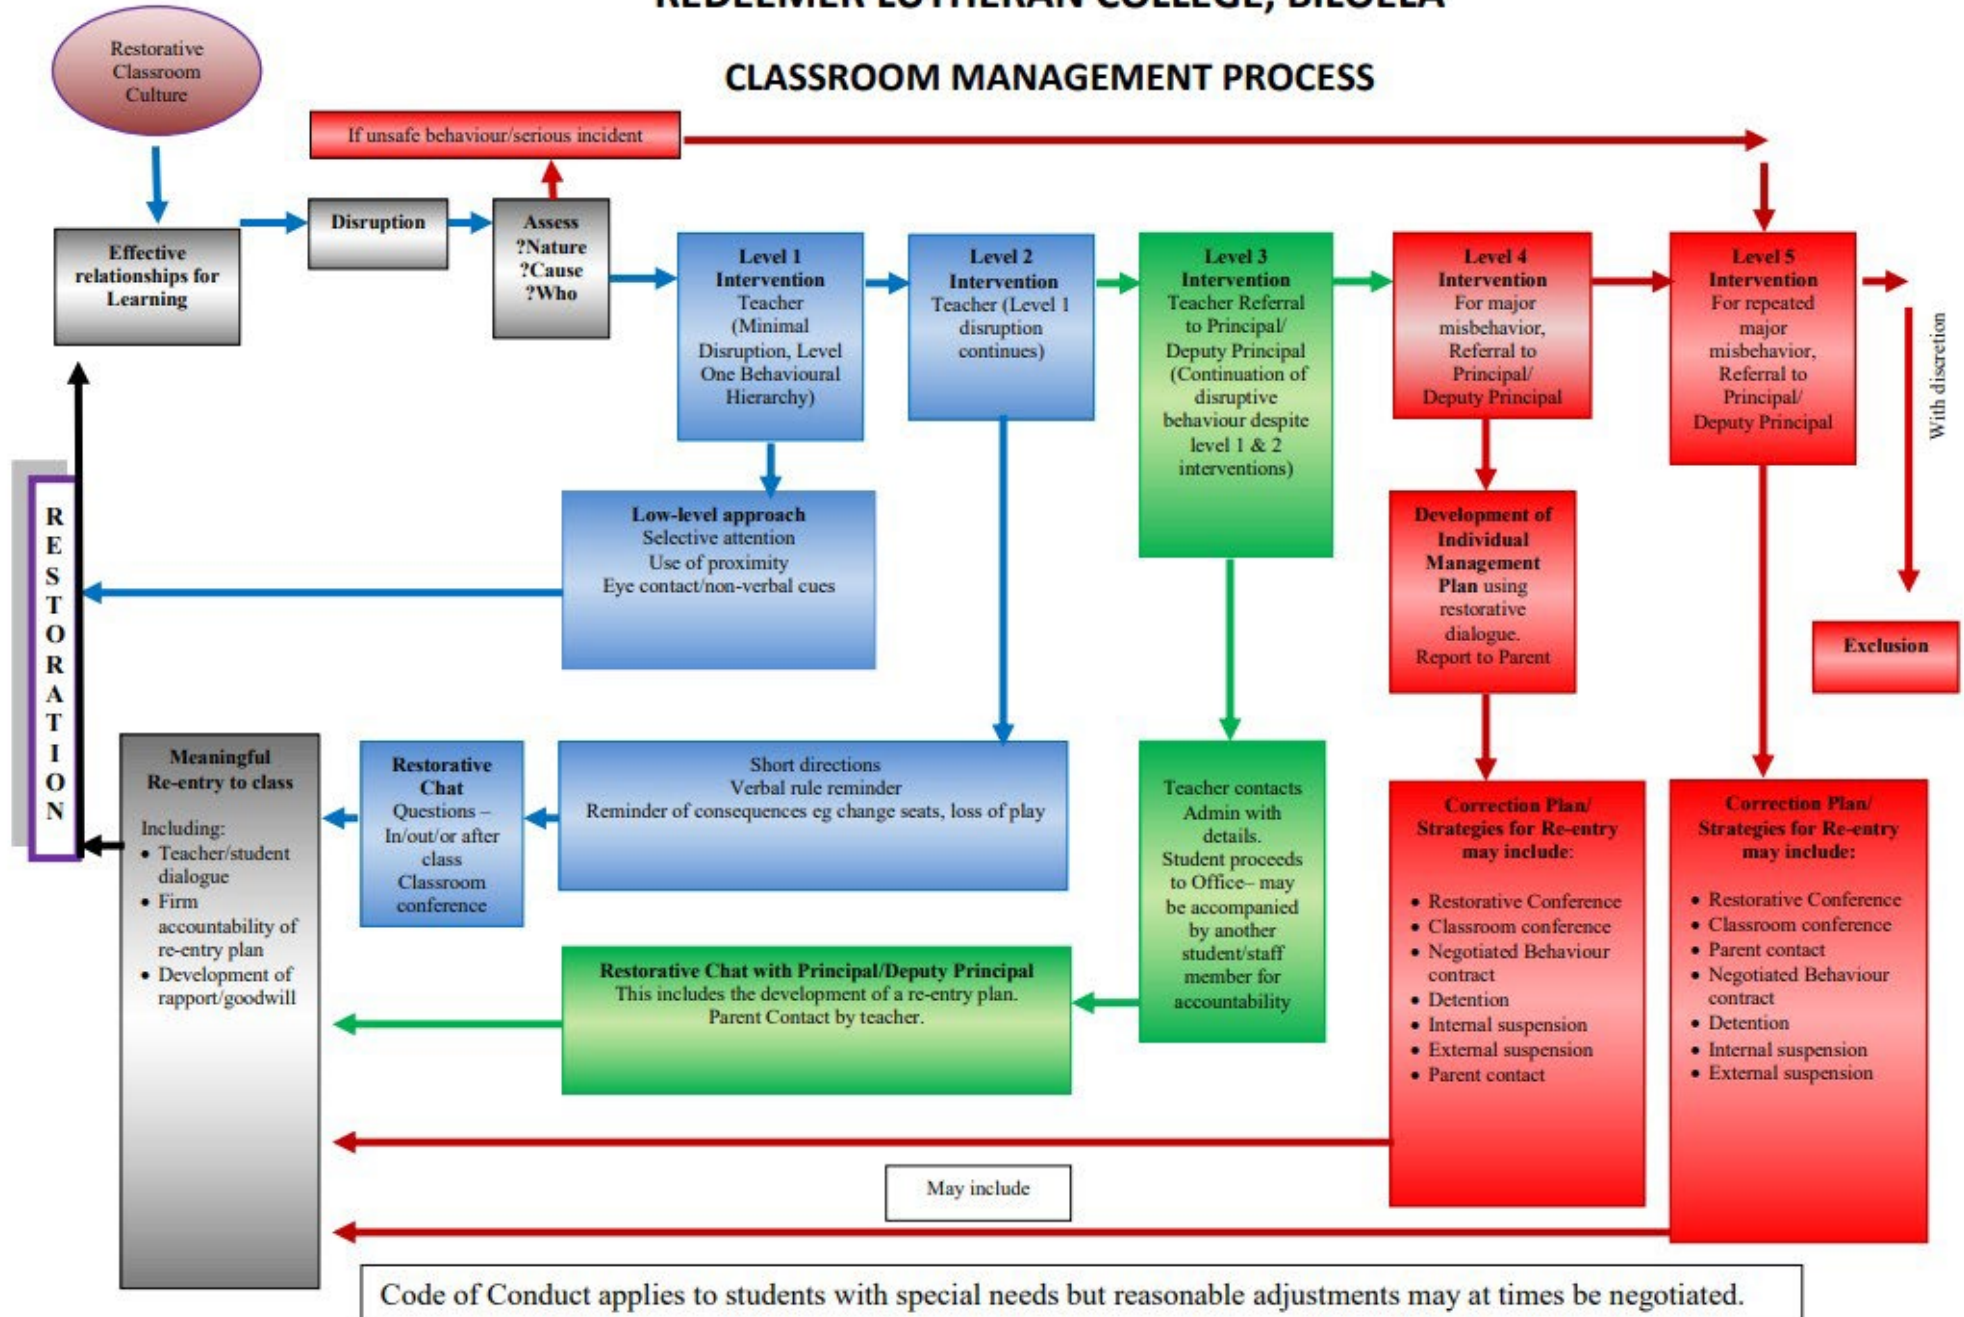 REDEEMER LUTHERAN COLLEGE, BILOELA
CLASSROOM MANAGEMENT PROCESS
Restorative
Classroom
Culture
If unsafe behaviour/serious incident
Effective
relationships for
Learning
Disruption
Assess
?Nature
?Cause
?Who
Level 1
Intervention
Teacher
(Minimal
Disruption, Level
One Behavioural
Hierarchy)
Level 2
Intervention
Teacher (Level 1
disruption
continues)
Level 3
Intervention
Teacher Referral
to Principal/
Deputy Principal
(Continuation of
disruptive
behaviour despite
level 1 & 2
interventions)
Level 4
Intervention
For major
misbehavior,
Referral to
Principal/
Deputy Principal
Level 5
Intervention
For repeated
major
misbehavior,
Referral to
Principal/
Deputy Principal
With discretion
Exclusion
RESTORATION
Low-level approach
Selective attention
Use of proximity
Eye contact/non-verbal cues
Development of
Individual
Management
Plan using
restorative
dialogue.
Report to Parent
Meaningful
Re-entry to class
Including:
• Teacher/student
dialogue
• Firm
accountability of
re-entry plan
• Development of
rapport/goodwill
Restorative
Chat
Questions –
In/out/or after
class
Classroom
conference
Short directions
Verbal rule reminder
Reminder of consequences eg change seats, loss of play
Teacher contacts
Admin with
details.
Student proceeds
to Office– may
be accompanied
by another
student/staff
member for
accountability
Restorative Chat with Principal/Deputy Principal
This includes the development of a re-entry plan.
Parent Contact by teacher.
Correction Plan/
Strategies for Re-entry
may include:
• Restorative Conference
• Classroom conference
• Negotiated Behaviour
contract
• Detention
• Internal suspension
• External suspension
• Parent contact
Correction Plan/
Strategies for Re-entry
may include:
• Restorative Conference
• Classroom conference
• Parent contact
• Negotiated Behaviour
contract
• Detention
• Internal suspension
• External suspension
May include
Code of Conduct applies to students with special needs but reasonable adjustments may at times be negotiated.